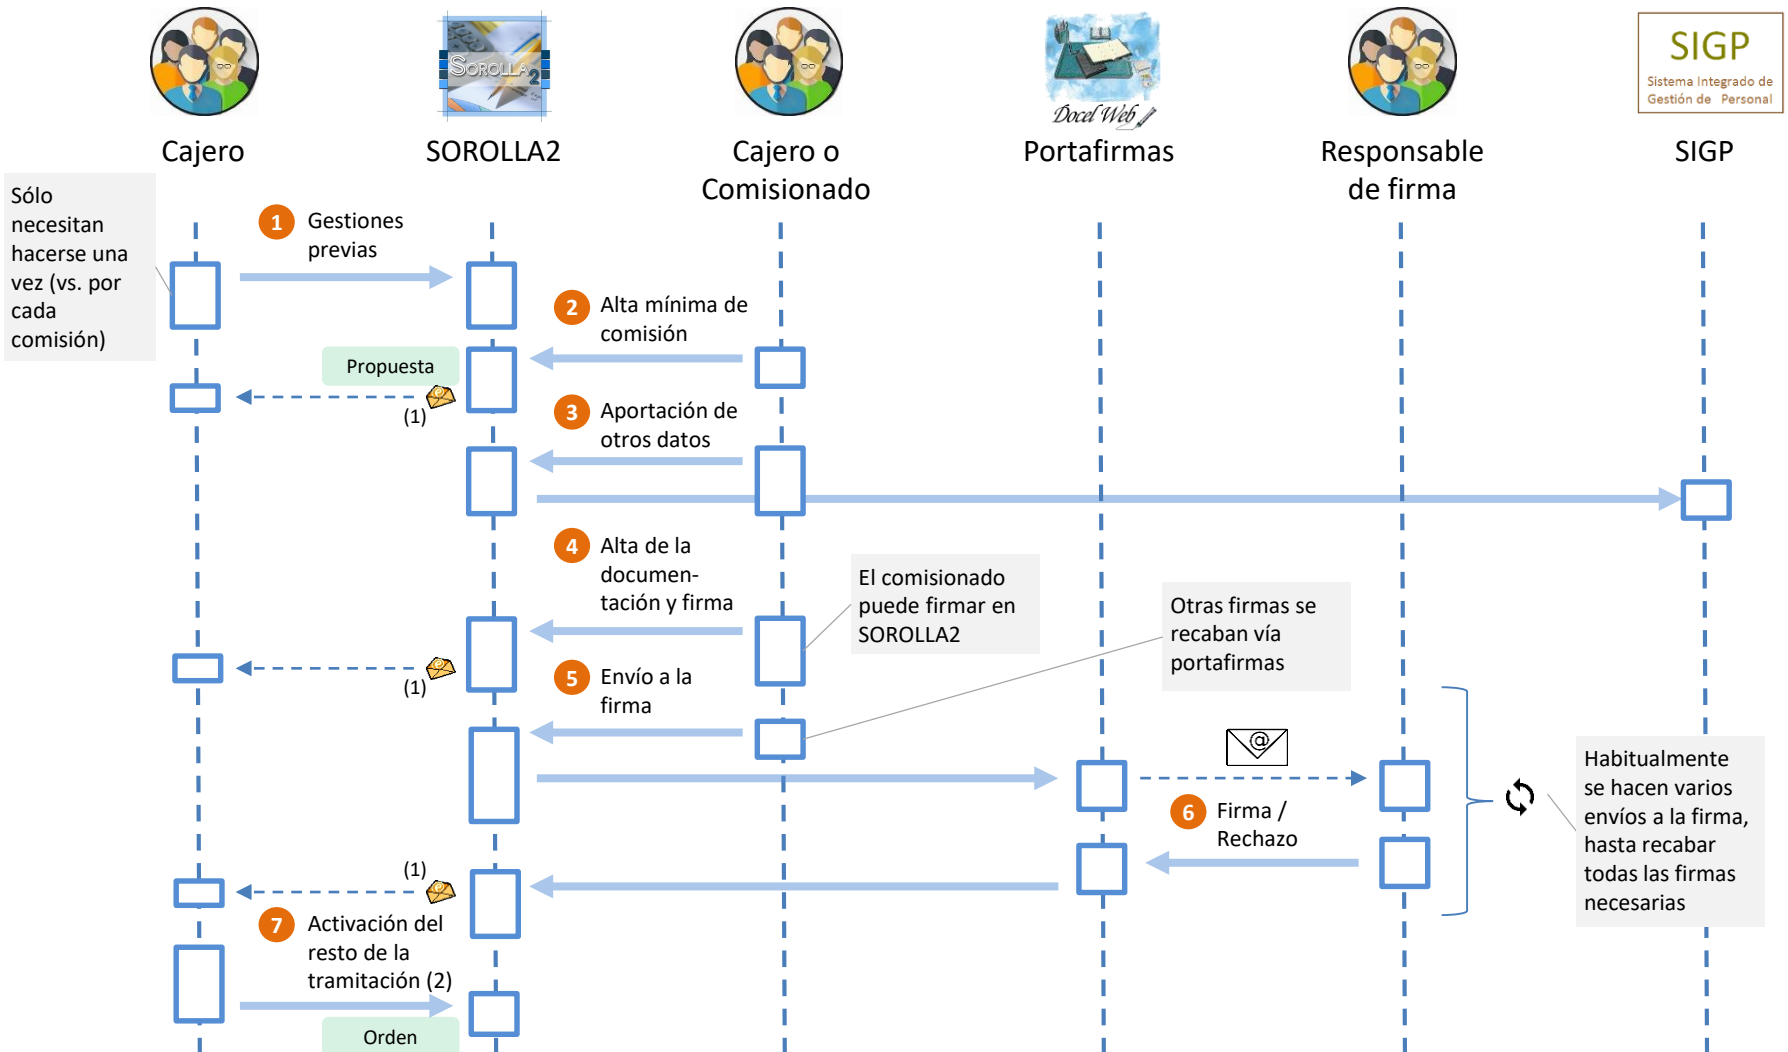 SOROLLA2
Docel Web
SIGP
Sistema Integrado de
Gestión de Personal
Cajero
SOROLLA2
Cajero o
Comisionado
Portafirmas
Responsable
de firma
SIGP
Sólo
necesitan
hacerse una
vez (vs. por
cada
comisión)
1
Gestiones
previas
2
Alta mínima de
comisión
Propuesta
(1)
3
Aportación de
otros datos
4
Alta de la
documen-
tación y firma
El comisionado
puede firmar en
SOROLLA2
Otras firmas se
recaban vía
portafirmas
(1)
5
Envío a la
firma
@
Habitualmente
se hacen varios
envíos a la firma,
hasta recabar
todas las firmas
necesarias
6
Firma /
Rechazo
(1)
7
Activación del
resto de la
tramitación (2)
Orden